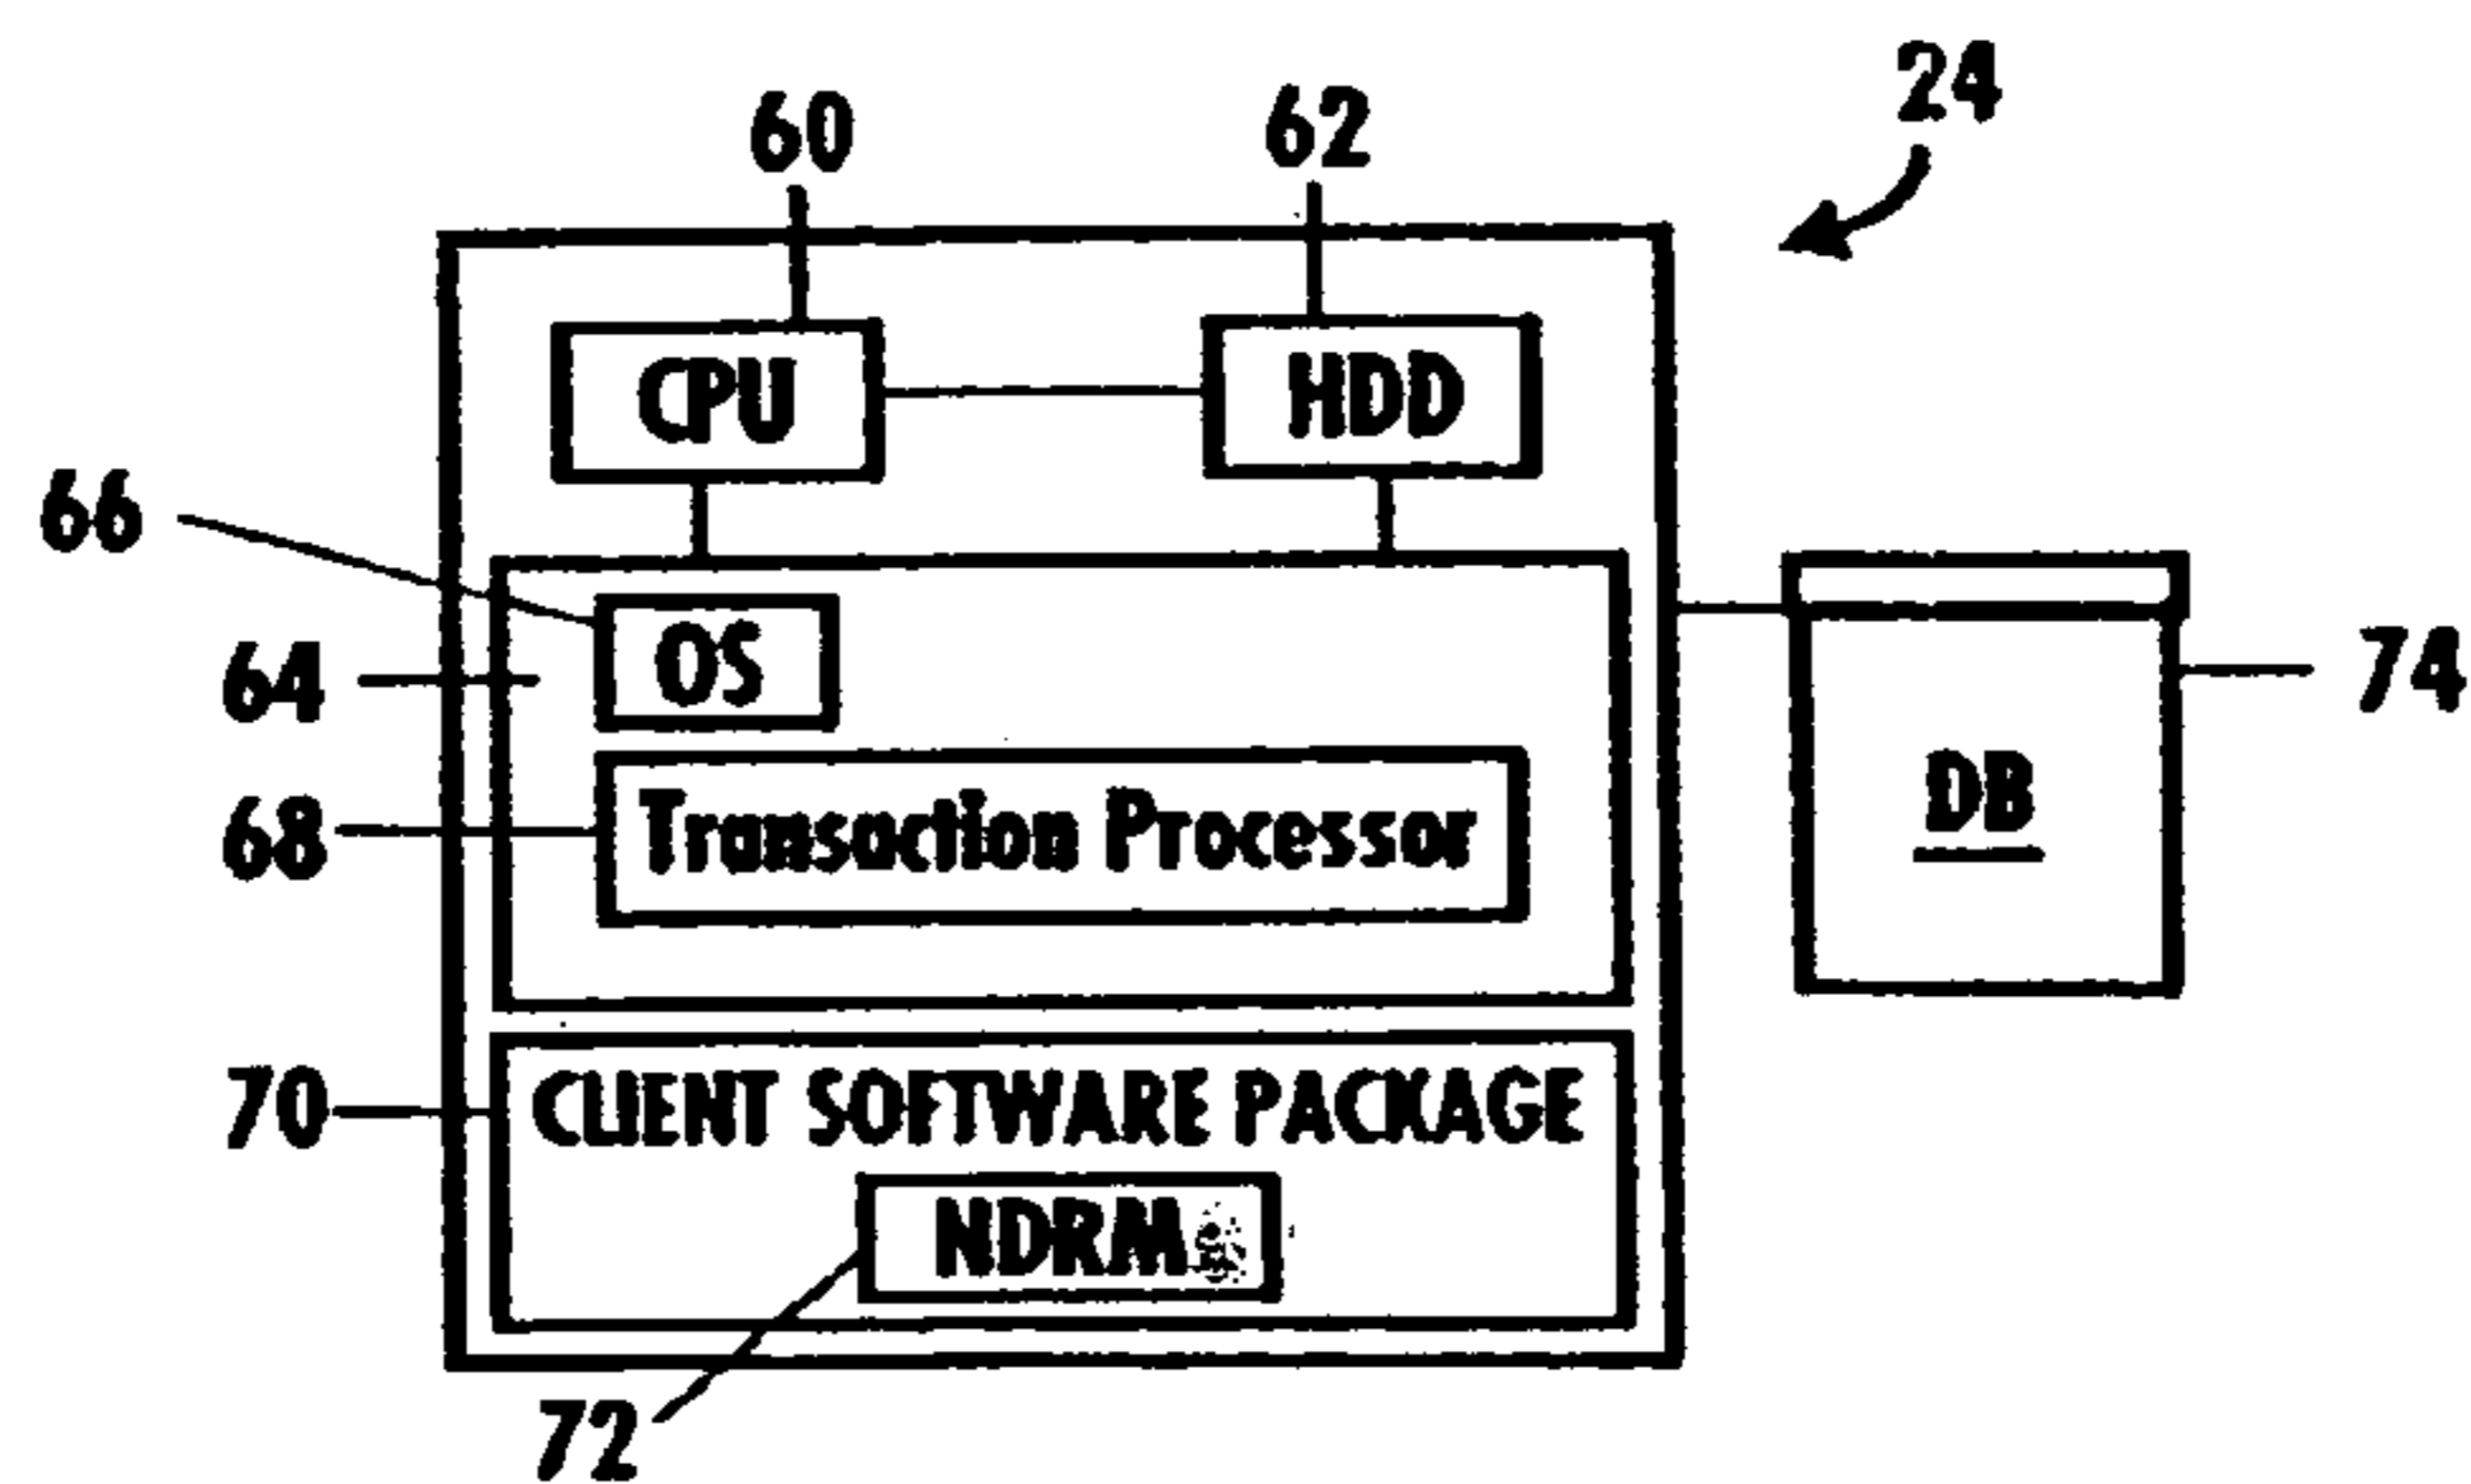 24
60
62
CPU
HDD
66
OS
64
74
DB
68
Transaction Processor
70
CLIENT SOFTWARE PACKAGE
NDRM
72